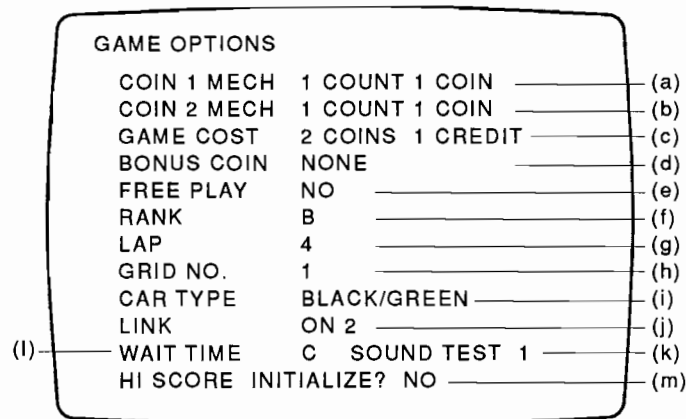 GAME OPTIONS
COIN 1 MECH 1 COUNT 1 COIN (a)
COIN 2 MECH 1 COUNT 1 COIN (b)
GAME COST 2 COINS 1 CREDIT (c)
BONUS COIN NONE (d)
FREE PLAY NO (e)
RANK B (f)
LAP 4 (g)
GRID NO. 1 (h)
CAR TYPE BLACK/GREEN (i)
LINK ON 2 (j)
(l) WAIT TIME C SOUND TEST 1 (k)
HI SCORE INITIALIZE? NO (m)